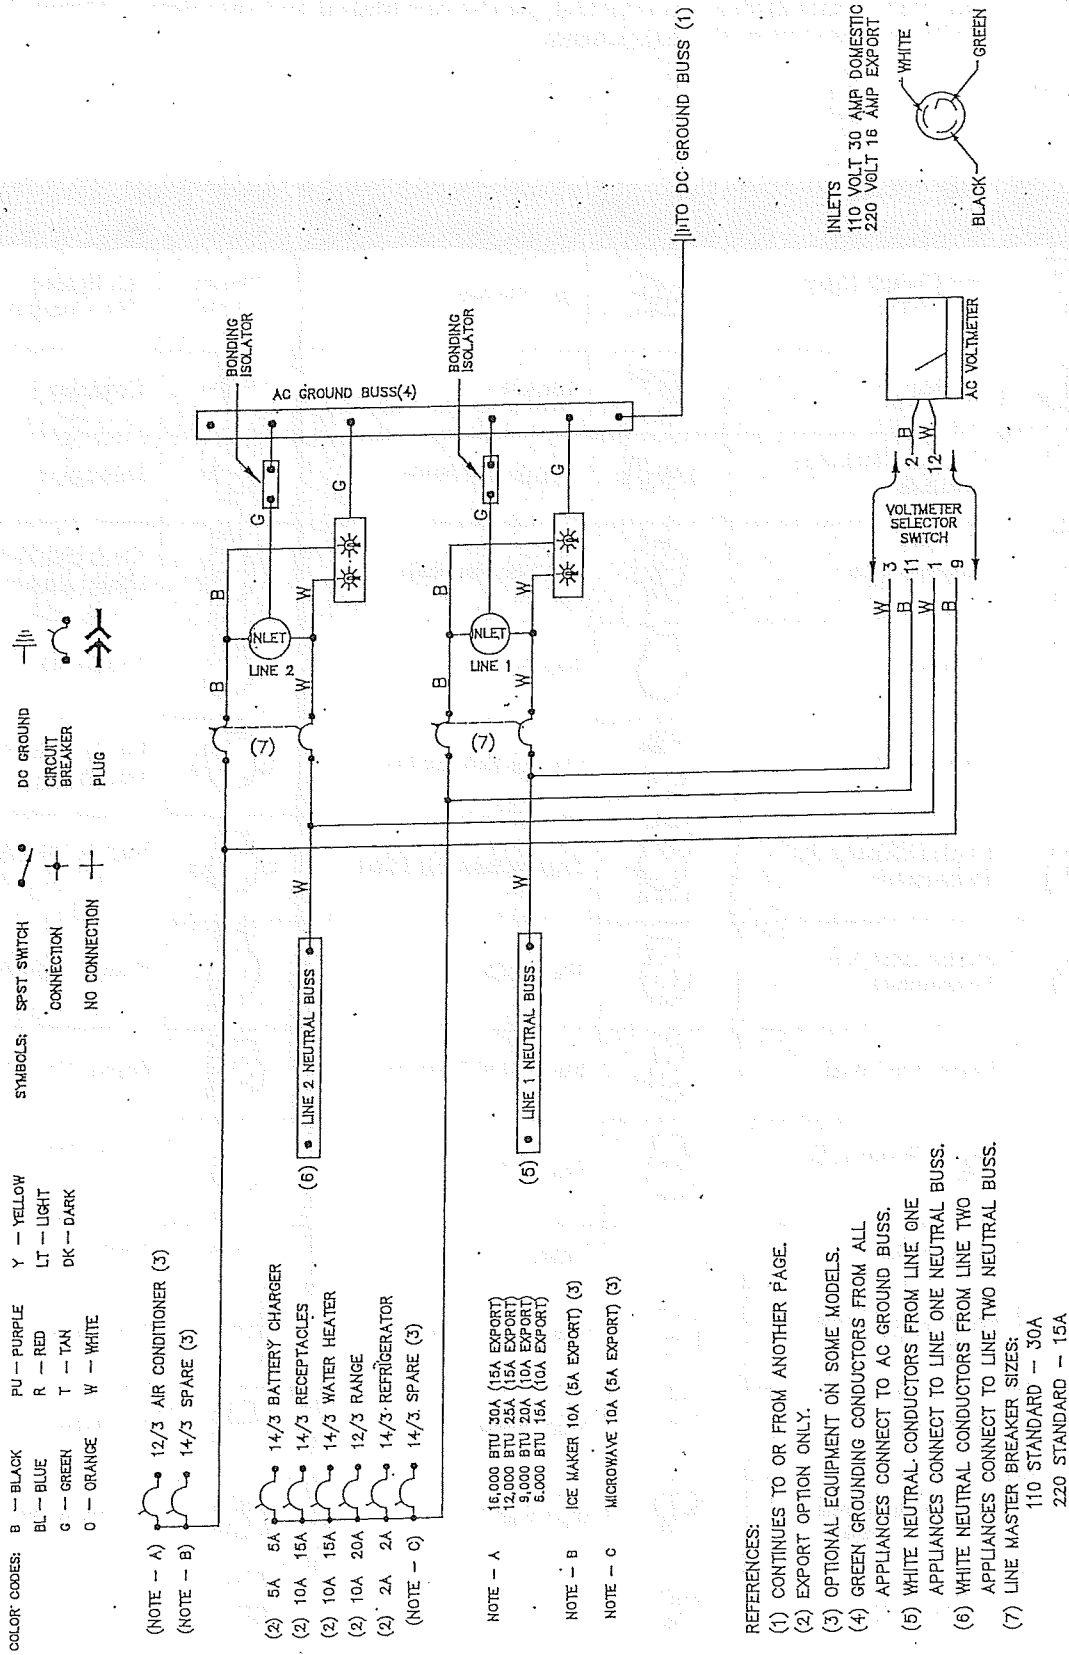 COLOR CODES: B — BLACK PU — PURPLE Y — YELLOW
BL — BLUE R — RED LT — LIGHT
G — GREEN T — TAN DK — DARK
O — ORANGE W — WHITE
SYMBOLS: SPST SWITCH DC GROUND
CONNECTION CIRCUIT
BREAKER
NO CONNECTION PLUG
(NOTE — A) 12/3 AIR CONDITIONER (3)
(NOTE — B) 14/3 SPARE (3)
(2) 5A 5A 14/3 BATTERY CHARGER
(2) 10A 15A 14/3 RECEPTACLES
(2) 10A 15A 14/3 WATER HEATER
(2) 10A 20A 12/3 RANGE
(2) 2A 2A 14/3 REFRIGERATOR
(NOTE — C) 14/3 SPARE (3)
NOTE — A 16,000 BTU 30A (15A EXPORT)
12,000 BTU 25A (15A EXPORT)
9,000 BTU 20A (10A EXPORT)
6,000 BTU 15A (10A EXPORT)
NOTE — B ICE MAKER 10A (5A EXPORT) (3)
NOTE — C MICROWAVE 10A (5A EXPORT) (3)
REFERENCES:
(1) CONTINUES TO OR FROM ANOTHER PAGE.
(2) EXPORT OPTION ONLY.
(3) OPTIONAL EQUIPMENT ON SOME MODELS.
(4) GREEN GROUNDING CONDUCTORS FROM ALL
APPLIANCES CONNECT TO AC GROUND BUSS.
(5) WHITE NEUTRAL CONDUCTORS FROM LINE ONE
APPLIANCES CONNECT TO LINE ONE NEUTRAL BUSS.
(6) WHITE NEUTRAL CONDUCTORS FROM LINE TWO
APPLIANCES CONNECT TO LINE TWO NEUTRAL BUSS.
(7) LINE MASTER BREAKER SIZES:
110 STANDARD — 30A
220 STANDARD — 15A
(6) LINE 2 NEUTRAL BUSS
W
(5) LINE 1 NEUTRAL BUSS
W
(7)
B
W
INLET
LINE 2
B
W
G
G
BONDING
ISOLATOR
AC GROUND BUSS(4)
(7)
B
W
INLET
LINE 1
B
W
G
G
BONDING
ISOLATOR
TO DC GROUND BUSS (1)
W 3
B 11
W 1
B 9
VOLTMETER
SELECTOR
SWITCH
2 B
12 W
AC VOLTMETER
INLETS
110 VOLT 30 AMP DOMESTIC
220 VOLT 16 AMP EXPORT
WHITE
BLACK
GREEN